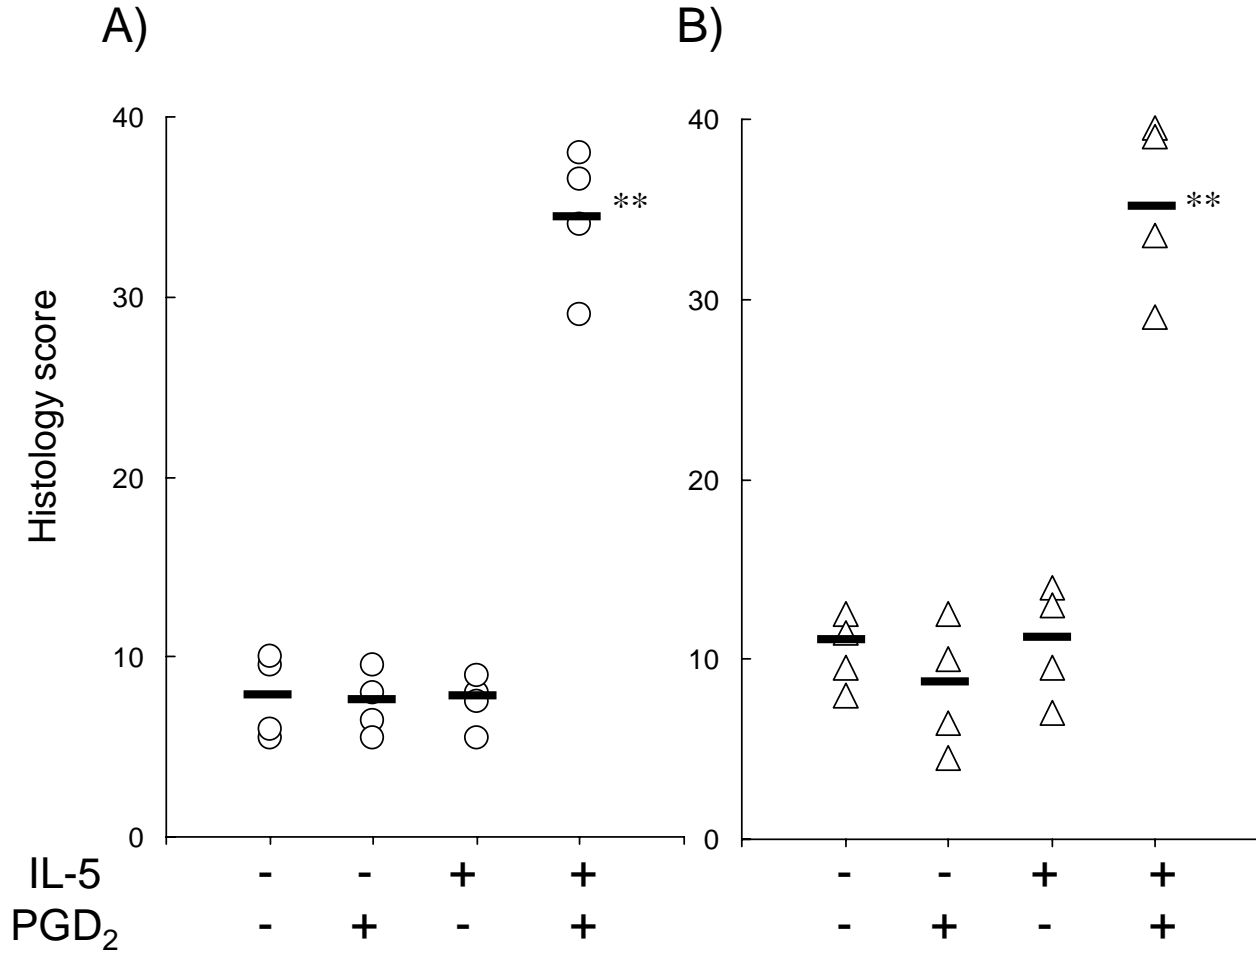 A)
B)
40
30
20
10
0
40
30
20
10
0
Histology score
**
**
IL-5 - - + + - - + +
PGD2 - + - + - + - +